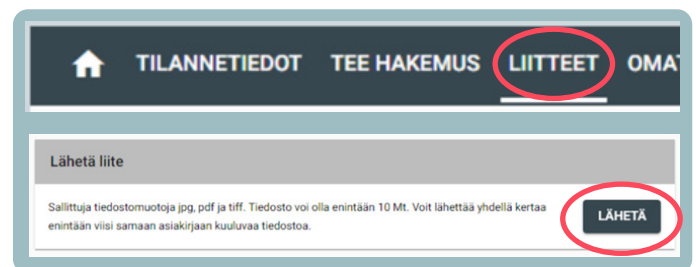 TILANNETIEDOT TEE HAKEMUS LIITTEET OMAT
Lähetä liite
Sallittuja tiedostomuotoja jpg, pdf ja tiff. Tiedosto voi olla enintään 10 Mt. Voit lähettää yhdellä kertaa
enintään viisi samaan asiakirjaan kuuluvaa tiedostoa.
LÄHETÄ